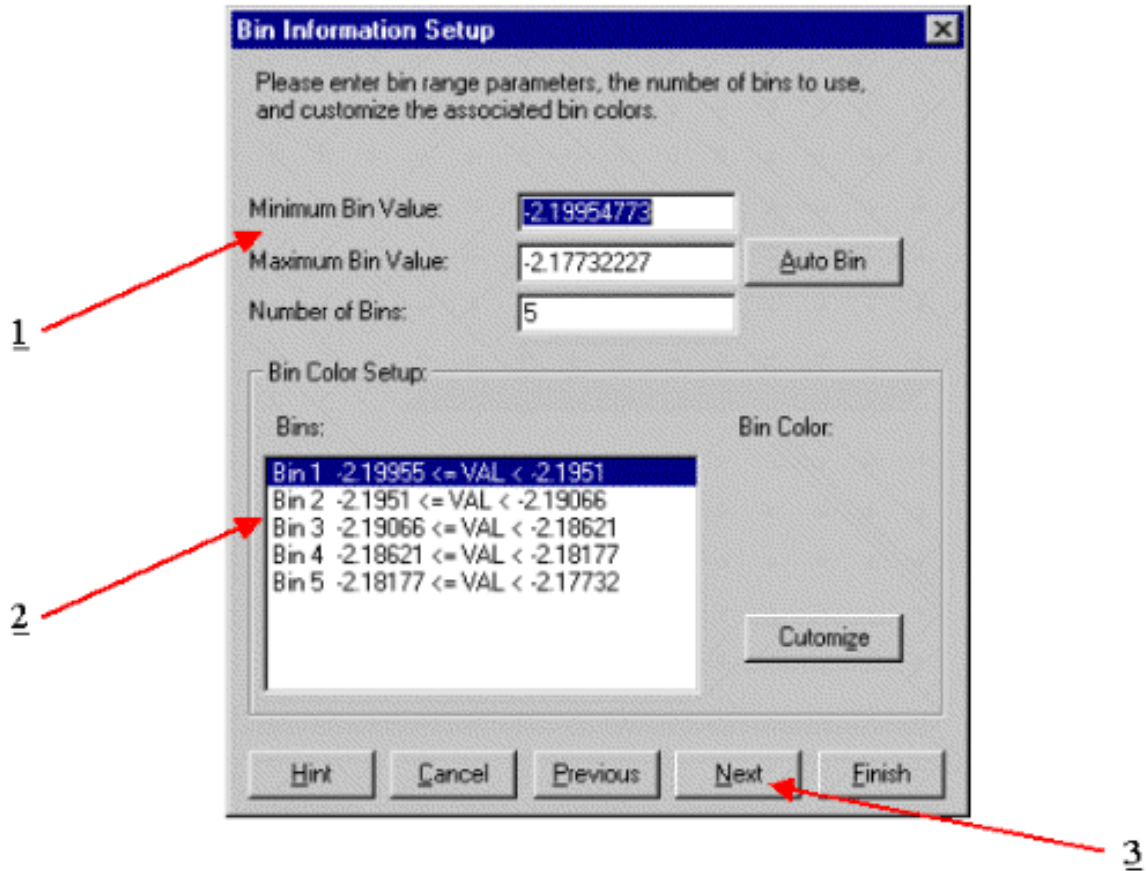 Bin Information Setup
Please enter bin range parameters, the number of bins to use,
and customize the associated bin colors.
Minimum Bin Value: -2.19954773
Maximum Bin Value: -2.17732227 Auto Bin
Number of Bins: 5
1
Bin Color Setup:
Bins: Bin Color:
Bin 1 -2.19955 <= VAL < -2.1951
Bin 2 -2.1951 <= VAL < -2.19066
Bin 3 -2.19066 <= VAL < -2.18621
Bin 4 -2.18621 <= VAL < -2.18177
Bin 5 -2.18177 <= VAL < -2.17732
2
Cutomize
Hint Cancel Previous Next Finish
3